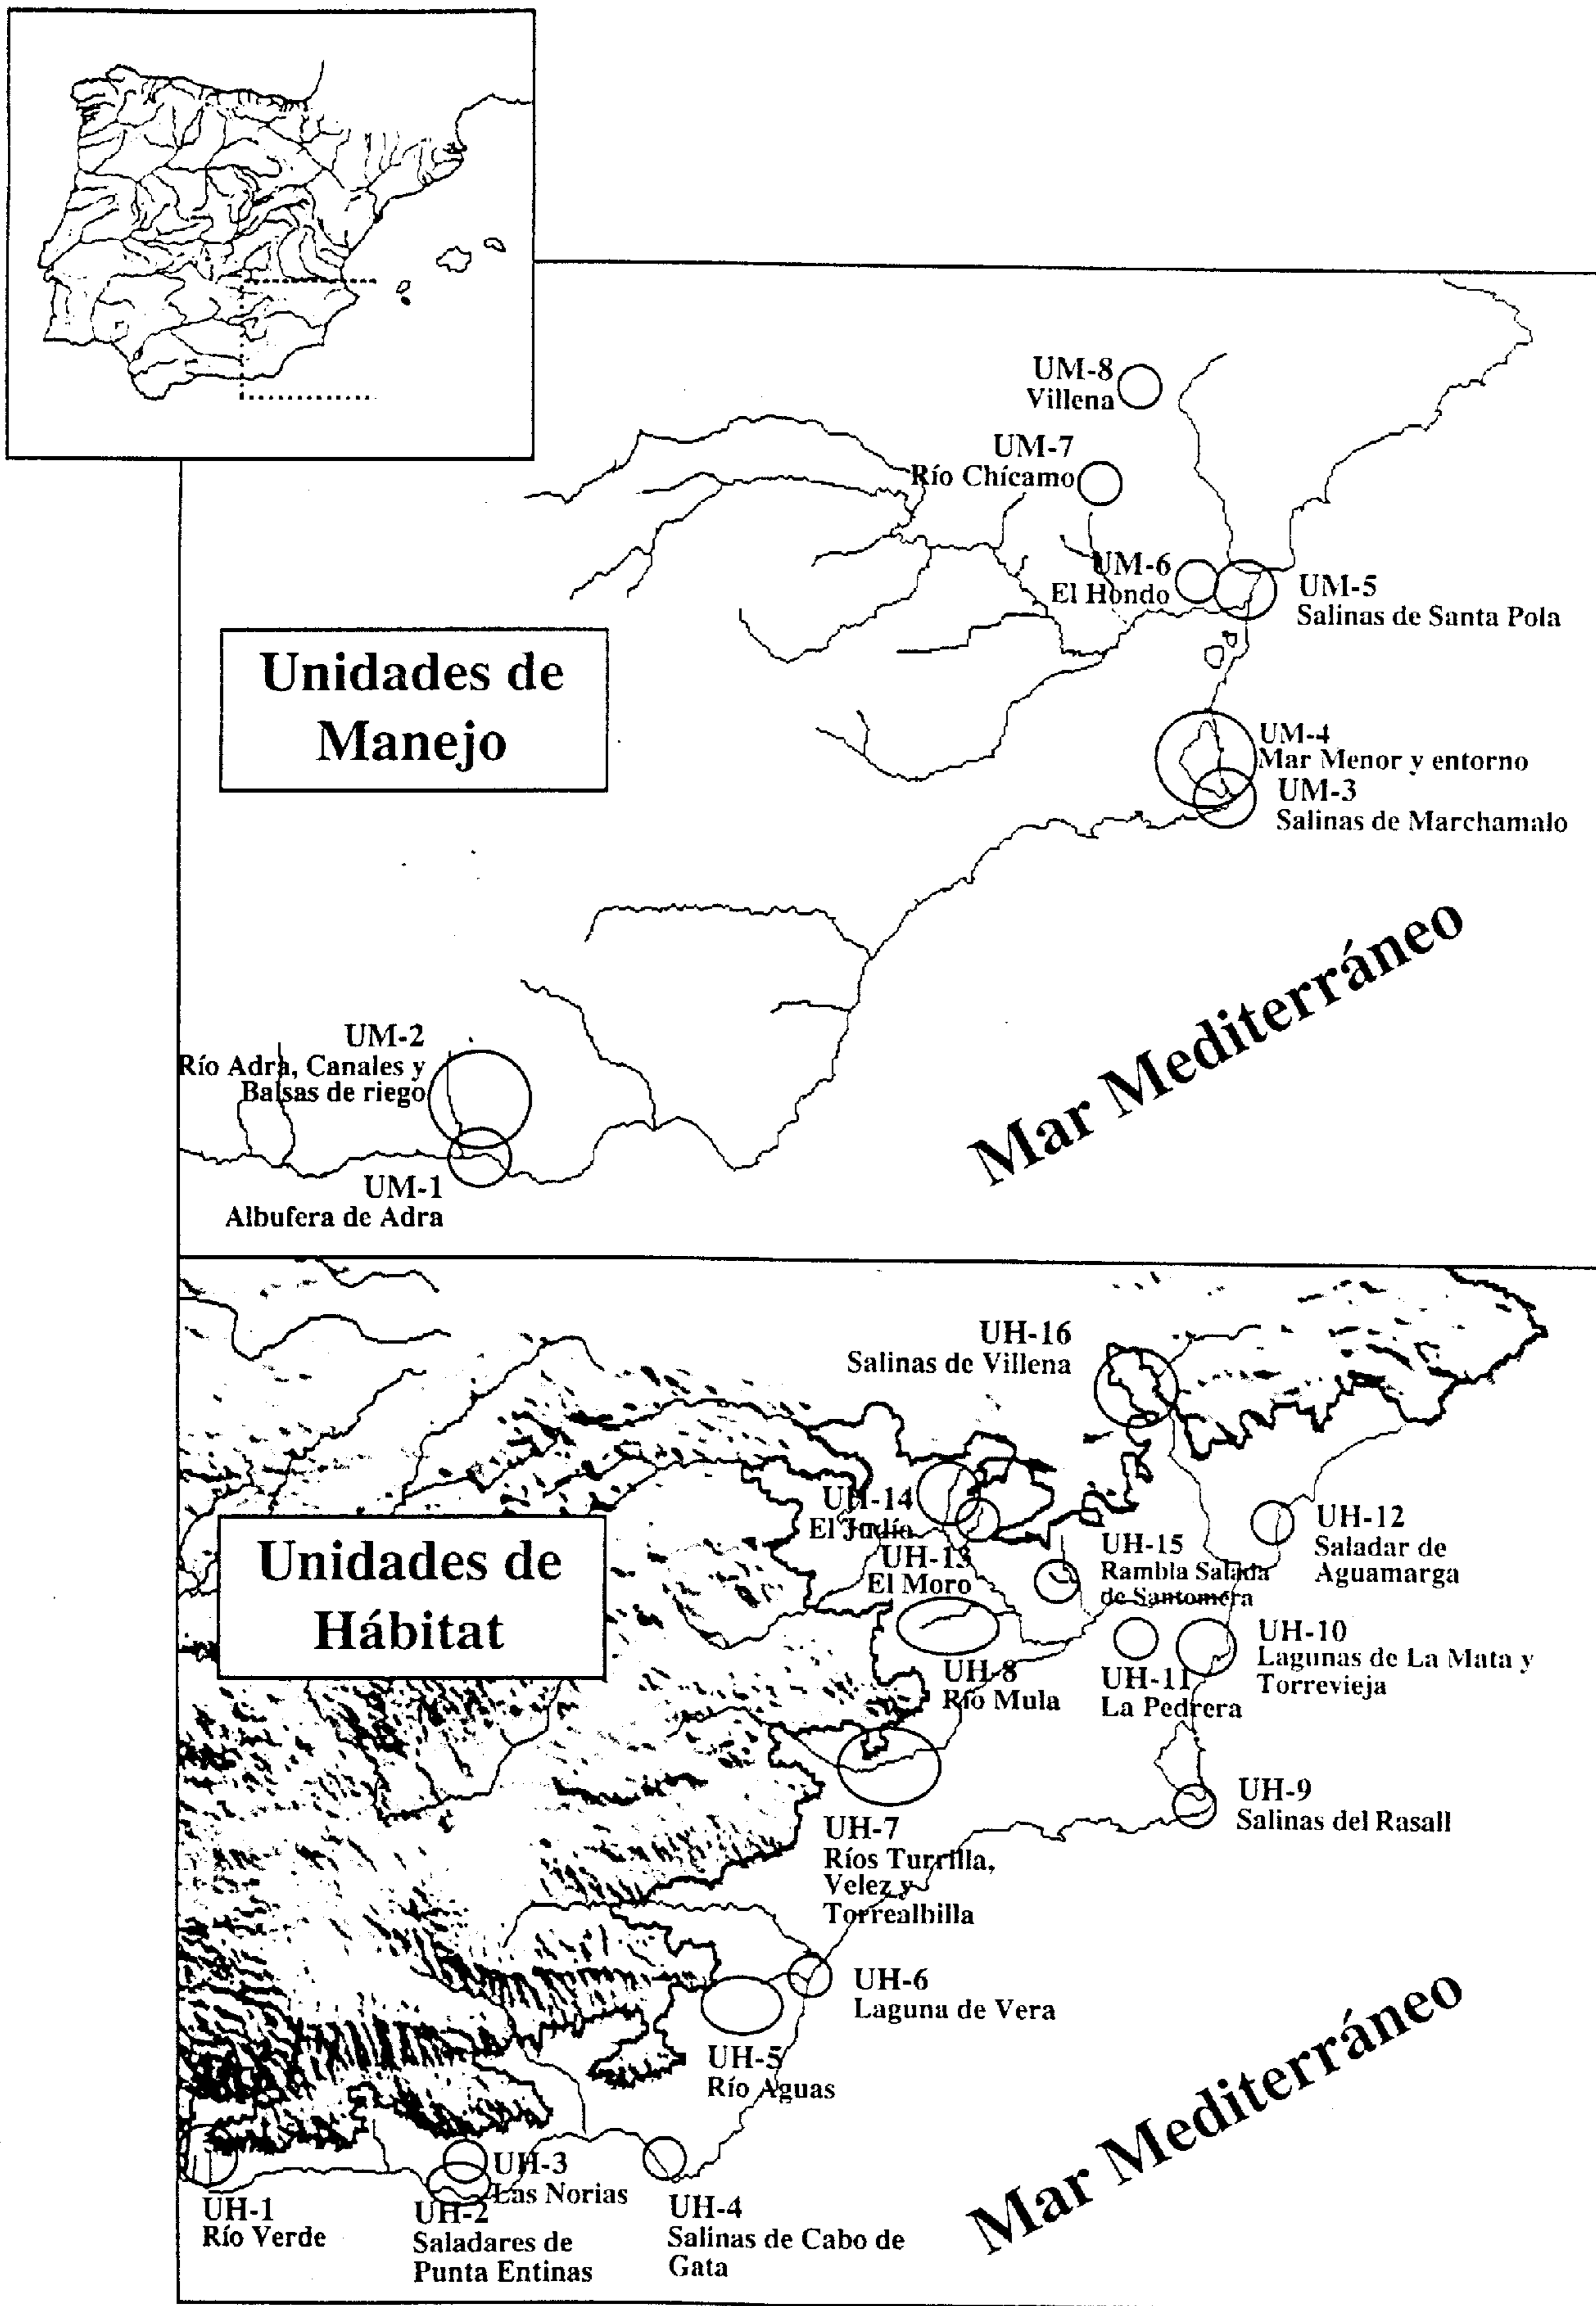 UM-8
Villena
UM-7
Río Chícamo
UM-6
El Hondo
UM-5
Salinas de Santa Pola
Unidades de
Manejo
UM-4
Mar Menor y entorno
UM-3
Salinas de Marchamalo
Mar Mediterráneo
UM-2
Río Adra, Canales y
Balsas de riego
UM-1
Albufera de Adra
UH-16
Salinas de Villena
UH-14
El Judío
UH-13
El Moro
UH-15
Rambla Salada
de Santomera
UH-12
Saladar de
Aguamarga
Unidades de
Hábitat
UH-8
Río Mula
UH-11
La Pedrera
UH-10
Lagunas de La Mata y
Torrevieja
UH-9
Salinas del Rasall
UH-7
Ríos Turrilla,
Velez y
Torrealbilla
UH-6
Laguna de Vera
UH-5
Río Aguas
Mar Mediterráneo
UH-3
Las Norias
UH-1
Río Verde
UH-2
Saladares de
Punta Entinas
UH-4
Salinas de Cabo de
Gata